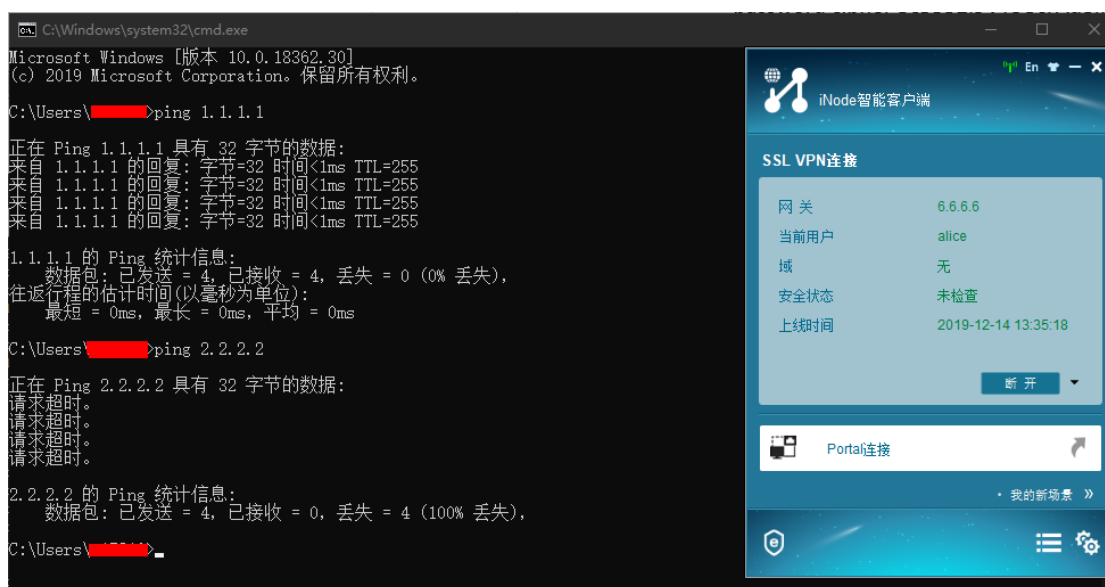 C:\Windows\system32\cmd.exe
Microsoft Windows [版本 10.0.18362.30]
(c) 2019 Microsoft Corporation。保留所有权利。
C:\Users\ >ping 1.1.1.1
正在 Ping 1.1.1.1 具有 32 字节的数据:
来自 1.1.1.1 的回复: 字节=32 时间<1ms TTL=255
来自 1.1.1.1 的回复: 字节=32 时间<1ms TTL=255
来自 1.1.1.1 的回复: 字节=32 时间<1ms TTL=255
来自 1.1.1.1 的回复: 字节=32 时间<1ms TTL=255
1.1.1.1 的 Ping 统计信息:
数据包: 已发送 = 4, 已接收 = 4, 丢失 = 0 (0% 丢失),
往返行程的估计时间(以毫秒为单位):
最短 = 0ms, 最长 = 0ms, 平均 = 0ms
C:\Users\ >ping 2.2.2.2
正在 Ping 2.2.2.2 具有 32 字节的数据:
请求超时。
请求超时。
请求超时。
请求超时。
2.2.2.2 的 Ping 统计信息:
数据包: 已发送 = 4, 已接收 = 0, 丢失 = 4 (100% 丢失),
C:\Users\ >
En
iNode智能客户端
SSL VPN连接
网关 6.6.6.6
当前用户 alice
域 无
安全状态 未检查
上线时间 2019-12-14 13:35:18
断开
Portal连接
· 我的新场景 »